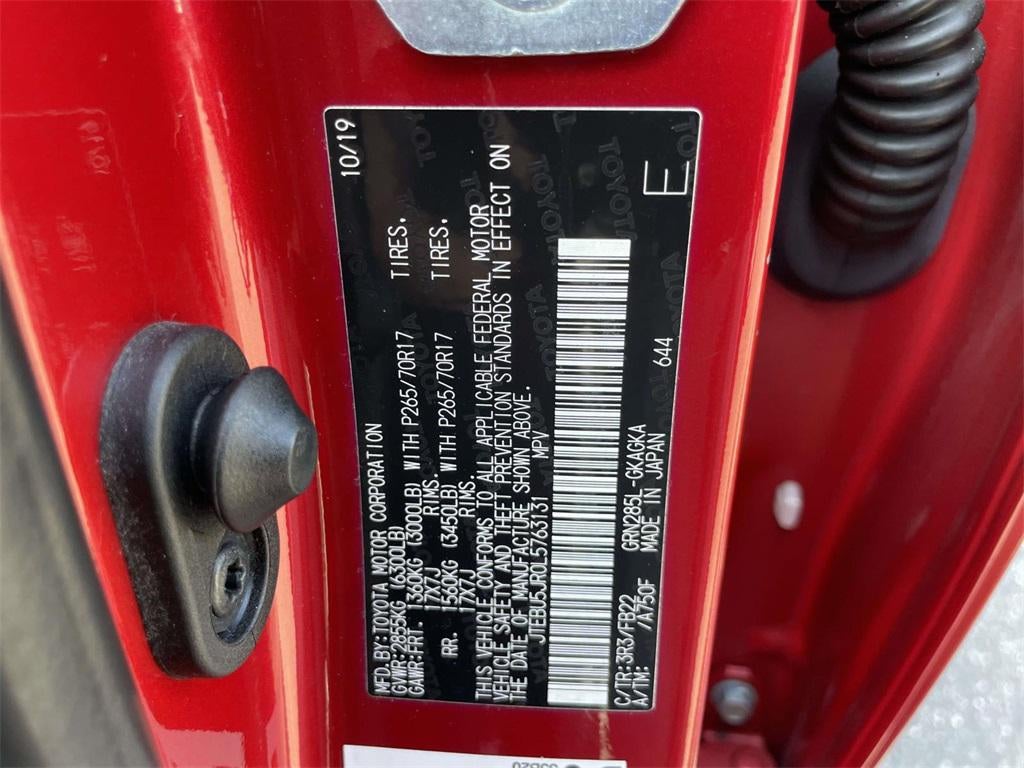 MFD.BY:TOYOTA MOTOR CORPORATION 10/19
GVWR:2855KG (6300LB)
GAWR:FRT. 1360KG (3000LB) WITH P265/70R17 TIRES.
17X7J RIMS.
RR. 1560KG (3450LB) WITH P265/70R17 TIRES.
17X7J RIMS.
THIS VEHICLE CONFORMS TO ALL APPLICABLE FEDERAL MOTOR
VEHICLE SAFETY AND THEFT PREVENTION STANDARDS IN EFFECT ON
THE DATE OF MANUFACTURE SHOWN ABOVE.
JTEBU5JR0L5763131 MPV
C/TR:3R3/FB22 GRN285L-GKAGKA 644
A/TM: /A750F MADE IN JAPAN
E